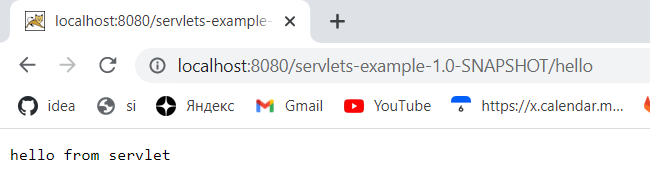 localhost:8080/servlets-example-
localhost:8080/servlets-example-1.0-SNAPSHOT/hello
idea si Яндекс Gmail YouTube 6 https://x.calendar.m...
hello from servlet